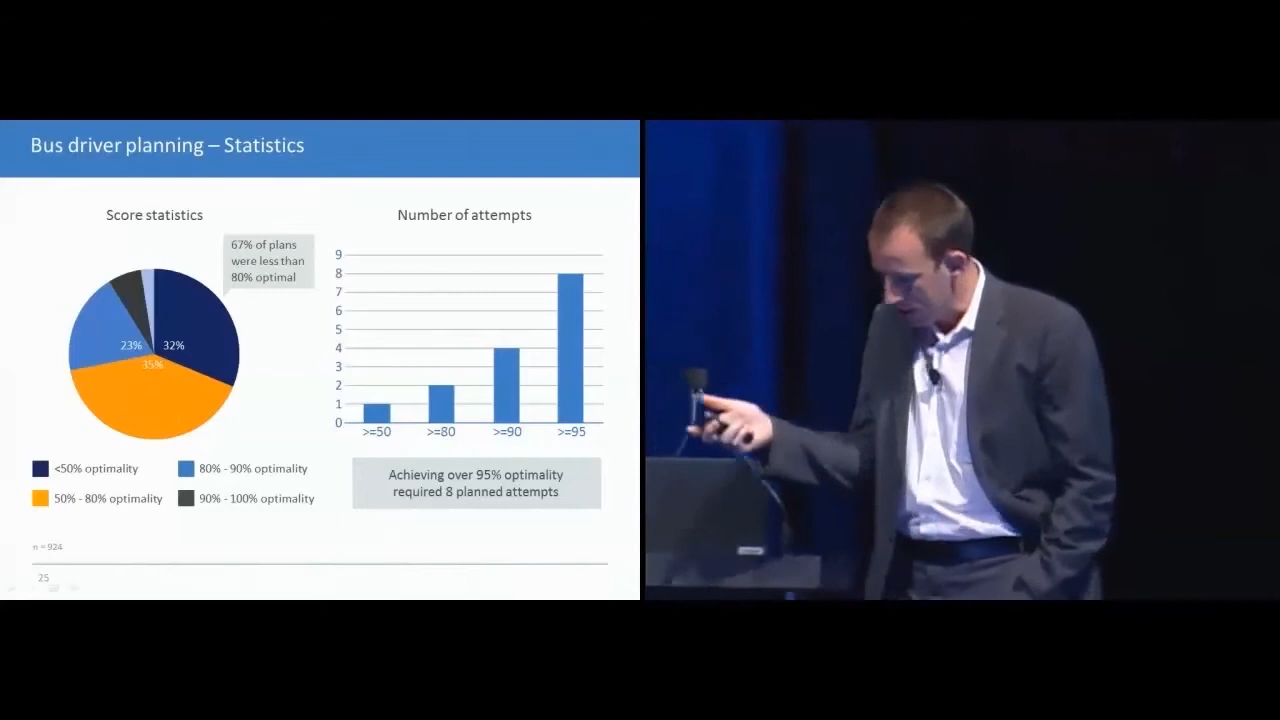 Bus driver planning – Statistics
Score statistics
67% of plans
were less than
80% optimal
23%
32%
35%
<50% optimality
80% - 90% optimality
50% - 80% optimality
90% - 100% optimality
Number of attempts
9
8
7
6
5
4
3
2
1
0
>=50
>=80
>=90
>=95
Achieving over 95% optimality
required 8 planned attempts
n = 924
25